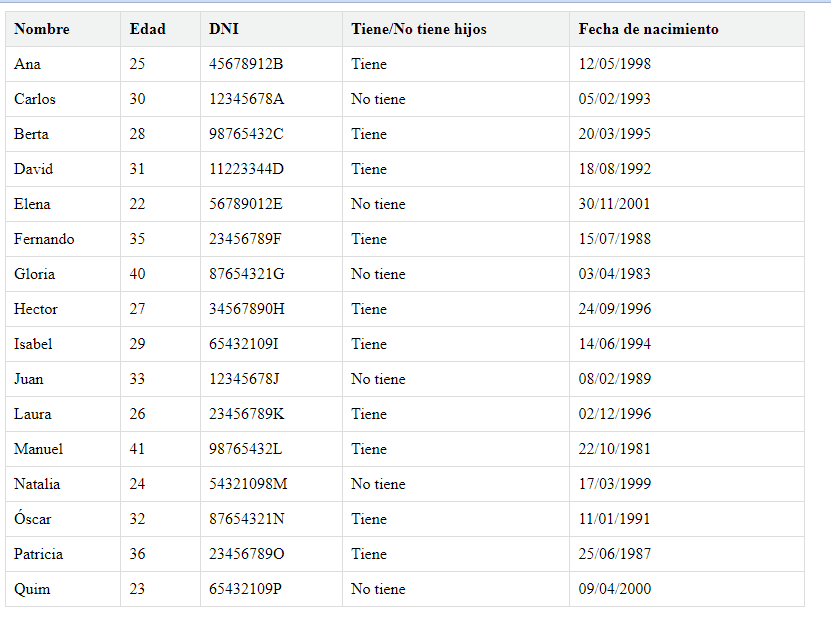 Nombre Edad DNI Tiene/No tiene hijos Fecha de nacimiento
Ana 25 45678912B Tiene 12/05/1998
Carlos 30 12345678A No tiene 05/02/1993
Berta 28 98765432C Tiene 20/03/1995
David 31 11223344D Tiene 18/08/1992
Elena 22 56789012E No tiene 30/11/2001
Fernando 35 23456789F Tiene 15/07/1988
Gloria 40 87654321G No tiene 03/04/1983
Hector 27 34567890H Tiene 24/09/1996
Isabel 29 65432109I Tiene 14/06/1994
Juan 33 12345678J No tiene 08/02/1989
Laura 26 23456789K Tiene 02/12/1996
Manuel 41 98765432L Tiene 22/10/1981
Natalia 24 54321098M No tiene 17/03/1999
Óscar 32 87654321N Tiene 11/01/1991
Patricia 36 23456789O Tiene 25/06/1987
Quim 23 65432109P No tiene 09/04/2000